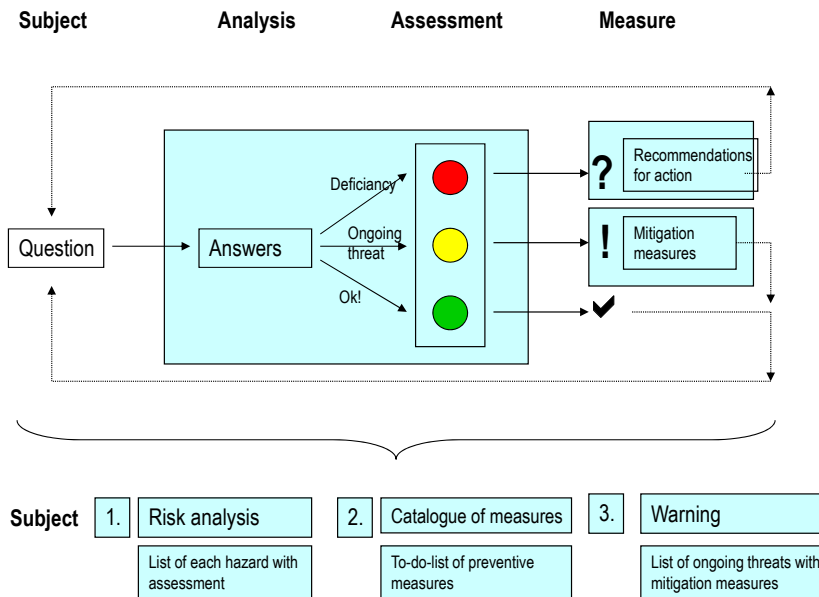 Subject Analysis Assessment Measure
? Recommendations
for action
Deficiancy
Question Answers Ongoing
threat
! Mitigation
measures
Ok!
Subject 1. Risk analysis 2. Catalogue of measures 3. Warning
List of each hazard with
assessment
To-do-list of preventive
measures
List of ongoing threats with
mitigation measures